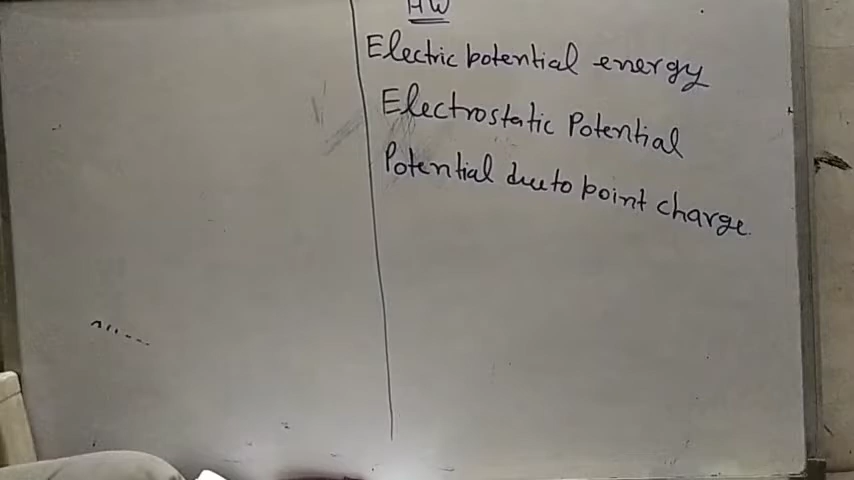 HW
Electric potential energy
Electrostatic Potential
Potential due to point charge.